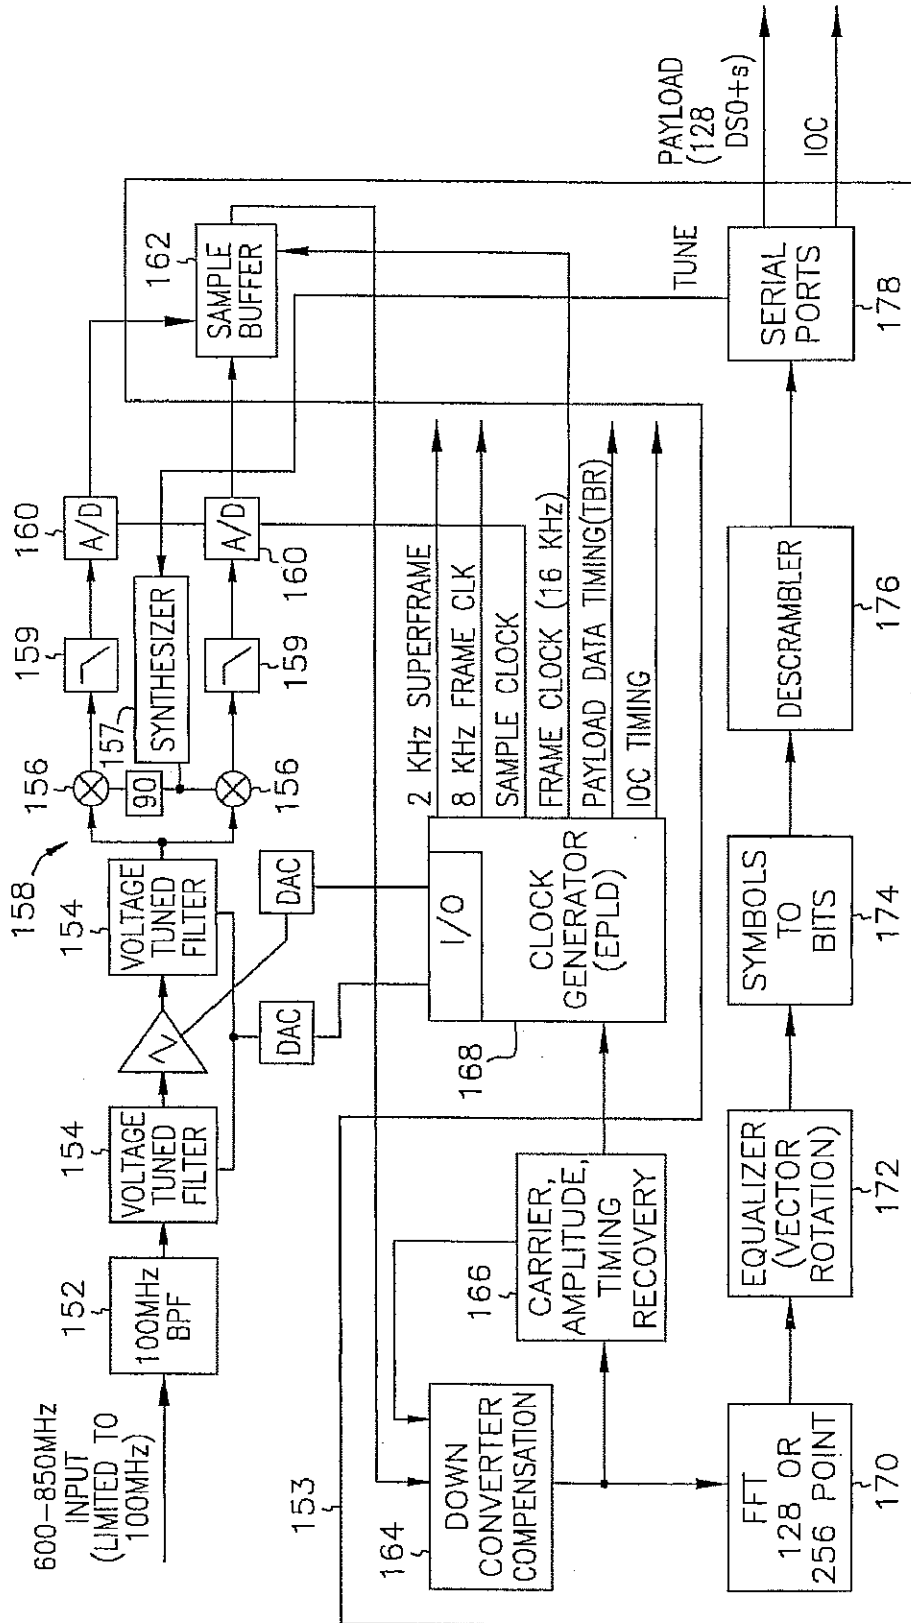 600-850MHz
INPUT
(LIMITED TO
100MHz)
152
100MHz
BPF
154
VOLTAGE
TUNED
FILTER
154
VOLTAGE
TUNED
FILTER
158
156
90
156
157
SYNTHESIZER
159
159
160
A/D
A/D
160
162
SAMPLE
BUFFER
DAC
DAC
I/O
CLOCK
GENERATOR
(EPLD)
168
2 KHz SUPERFRAME
8 KHz FRAME CLK
SAMPLE CLOCK
FRAME CLOCK (16 KHz)
PAYLOAD DATA TIMING(TBR)
IOC TIMING
TUNE
153
164
DOWN
CONVERTER
COMPENSATION
166
CARRIER,
AMPLITUDE,
TIMING
RECOVERY
FFT
128 OR
256 POINT
170
EQUALIZER
(VECTOR
ROTATION)
172
SYMBOLS
TO
BITS
174
DESCRAMBLER
176
SERIAL
PORTS
178
PAYLOAD
(128
DS0+s)
IOC